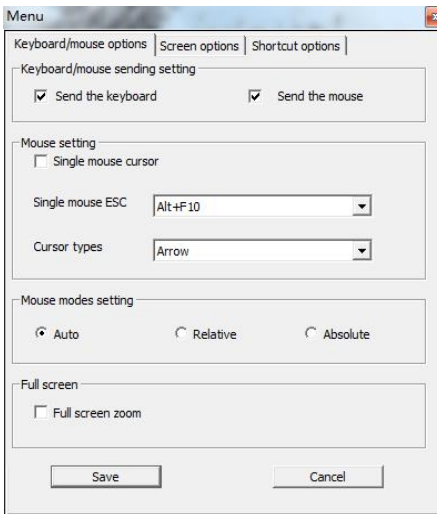 Menu
Keyboard/mouse options Screen options Shortcut options
Keyboard/mouse sending setting
Send the keyboard Send the mouse
Mouse setting
Single mouse cursor
Single mouse ESC Alt+F10
Cursor types Arrow
Mouse modes setting
Auto Relative Absolute
Full screen
Full screen zoom
Save Cancel